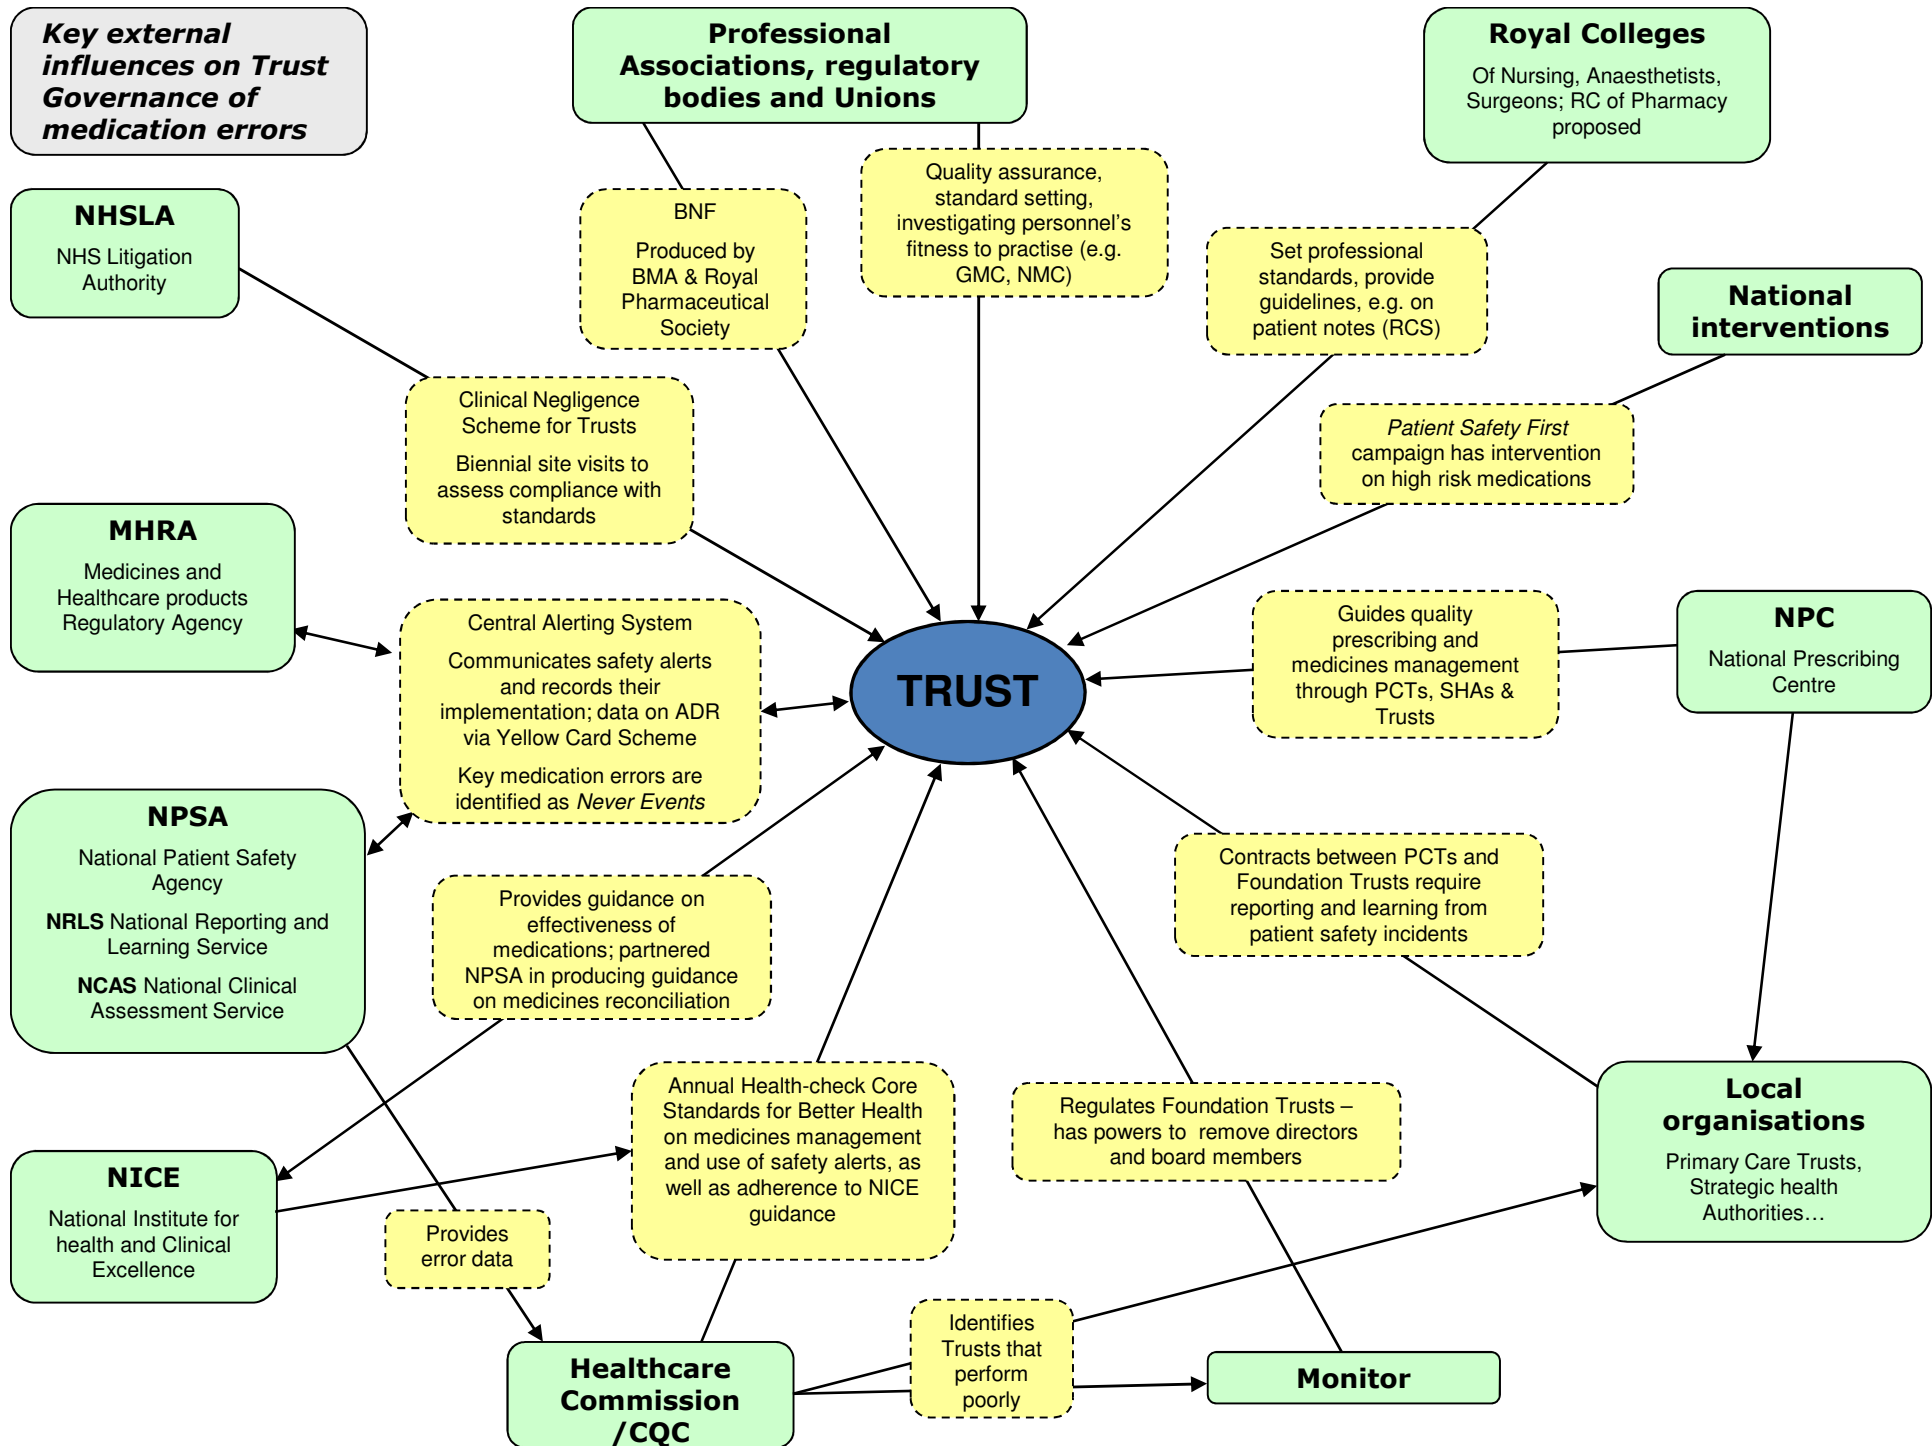 Key external
influences on Trust
Governance of
medication errors
Professional
Associations, regulatory
bodies and Unions
Royal Colleges
Of Nursing, Anaesthetists,
Surgeons; RC of Pharmacy
proposed
NHSLA
NHS Litigation
Authority
BNF
Produced by
BMA & Royal
Pharmaceutical
Society
Quality assurance,
standard setting,
investigating personnel's
fitness to practise (e.g.
GMC, NMC)
Set professional
standards, provide
guidelines, e.g. on
patient notes (RCS)
National
interventions
Clinical Negligence
Scheme for Trusts
Biennial site visits to
assess compliance with
standards
Patient Safety First
campaign has intervention
on high risk medications
MHRA
Medicines and
Healthcare products
Regulatory Agency
Central Alerting System
Communicates safety alerts
and records their
implementation; data on ADR
via Yellow Card Scheme
Key medication errors are
identified as Never Events
TRUST
Guides quality
prescribing and
medicines management
through PCTs, SHAs &
Trusts
NPC
National Prescribing
Centre
NPSA
National Patient Safety
Agency
NRLS National Reporting and
Learning Service
NCAS National Clinical
Assessment Service
Provides guidance on
effectiveness of
medications; partnered
NPSA in producing guidance
on medicines reconciliation
Contracts between PCTs and
Foundation Trusts require
reporting and learning from
patient safety incidents
Annual Health-check Core
Standards for Better Health
on medicines management
and use of safety alerts, as
well as adherence to NICE
guidance
Regulates Foundation Trusts –
has powers to  remove directors
and board members
Local
organisations
Primary Care Trusts,
Strategic health
Authorities…
NICE
National Institute for
health and Clinical
Excellence
Provides
error data
Identifies
Trusts that
perform
poorly
Healthcare
Commission
/CQC
Monitor